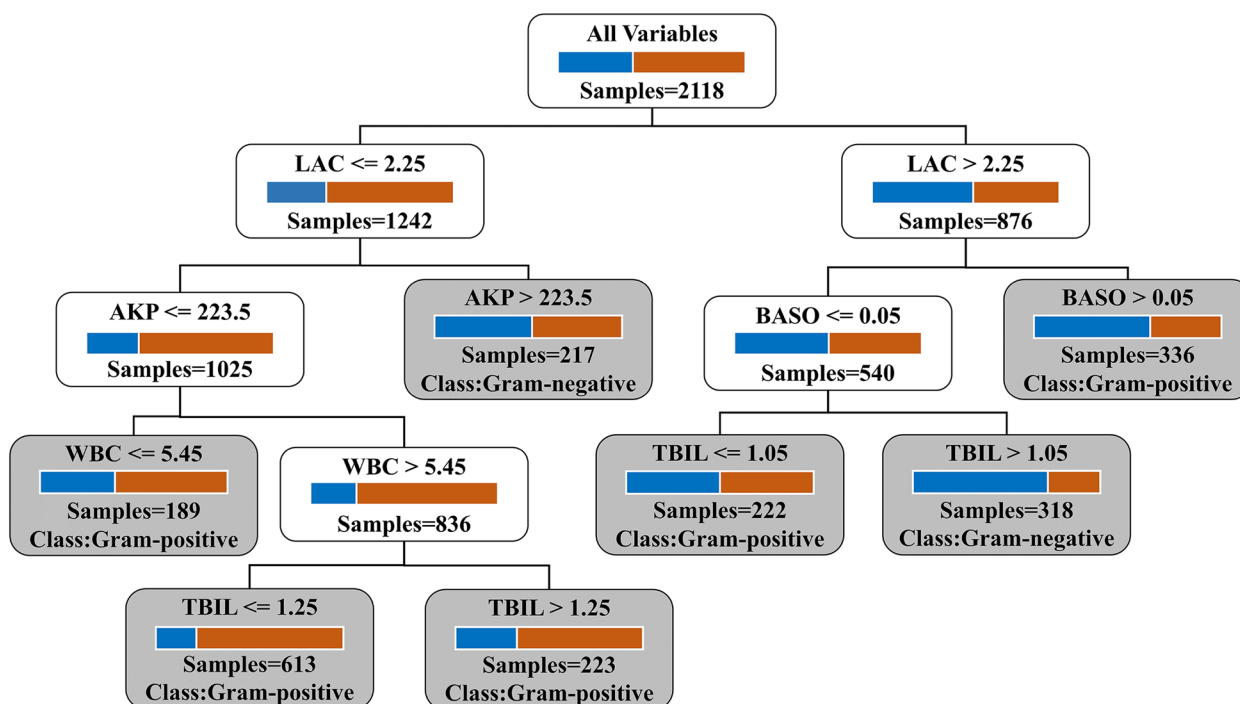 All Variables
Samples=2118
LAC <= 2.25
Samples=1242
LAC > 2.25
Samples=876
AKP <= 223.5
Samples=1025
AKP > 223.5
Samples=217
Class:Gram-negative
BASO <= 0.05
Samples=540
BASO > 0.05
Samples=336
Class:Gram-positive
WBC <= 5.45
Samples=189
Class:Gram-positive
WBC > 5.45
Samples=836
TBIL <= 1.05
Samples=222
Class:Gram-positive
TBIL > 1.05
Samples=318
Class:Gram-negative
TBIL <= 1.25
Samples=613
Class:Gram-positive
TBIL > 1.25
Samples=223
Class:Gram-positive